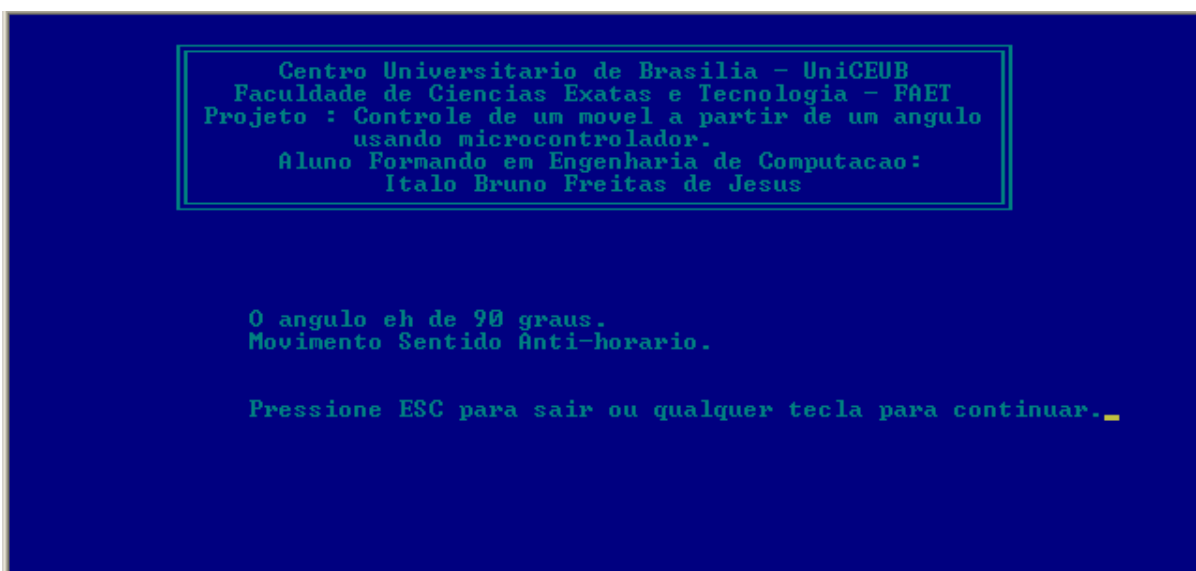 Centro Universitario de Brasilia - UniCEUB
Faculdade de Ciencias Exatas e Tecnologia - FAET
Projeto : Controle de um movel a partir de um angulo
usando microcontrolador.
Aluno Formando em Engenharia de Computacao:
Italo Bruno Freitas de Jesus
O angulo eh de 90 graus.
Movimento Sentido Anti-horario.
Pressione ESC para sair ou qualquer tecla para continuar.